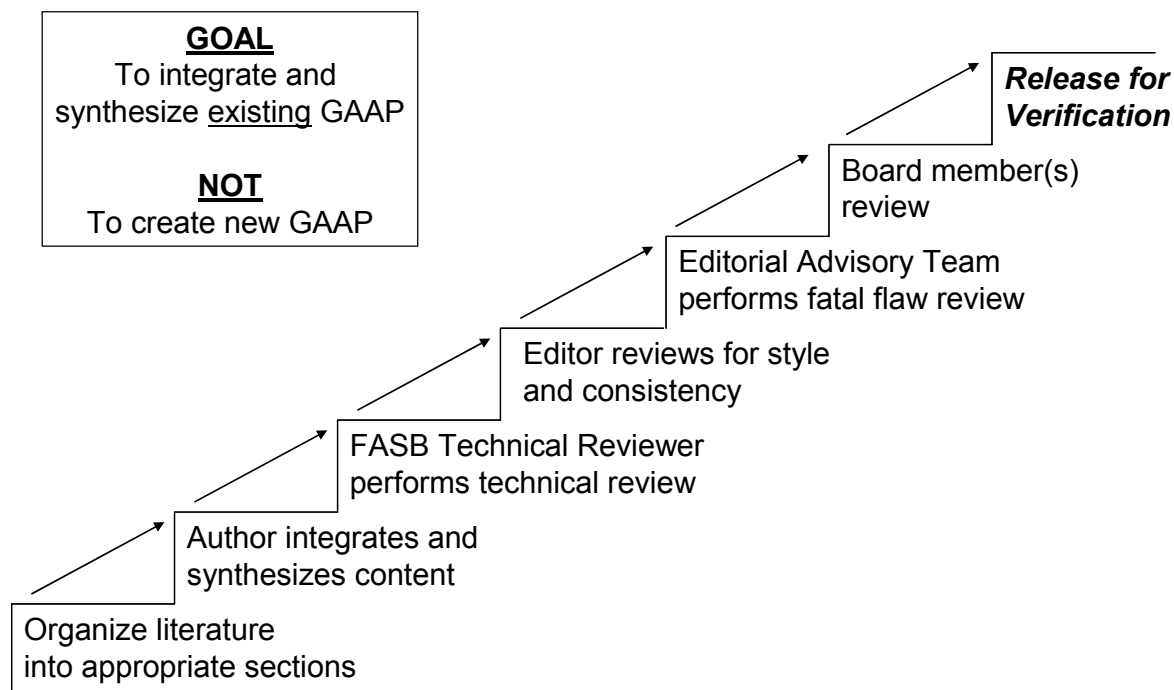 GOAL
To integrate and
synthesize existing GAAP
NOT
To create new GAAP
Release for
Verification
Board member(s)
review
Editorial Advisory Team
performs fatal flaw review
Editor reviews for style
and consistency
FASB Technical Reviewer
performs technical review
Author integrates and
synthesizes content
Organize literature
into appropriate sections